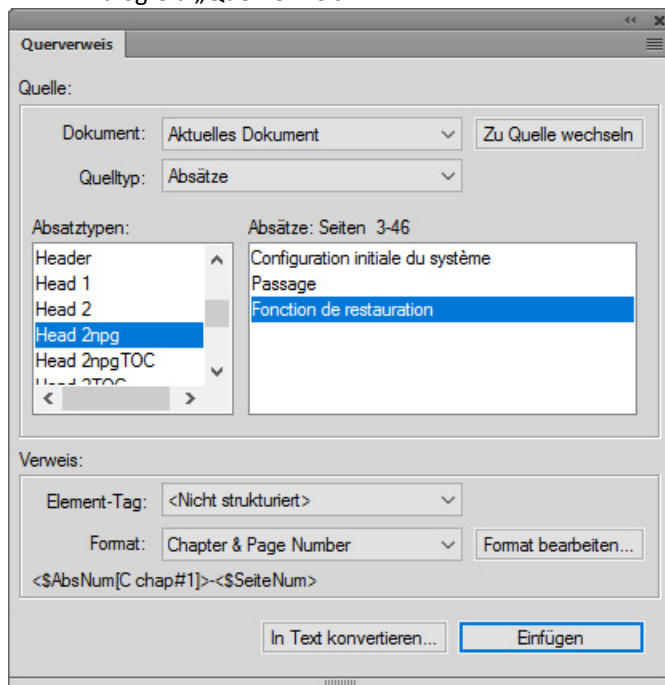 Querverweis
Quelle:
Dokument: Aktuelles Dokument Zu Quelle wechseln
Quelltyp: Absätze
Absatztypen: Absätze: Seiten 3-46
Header
Head 1
Head 2
Head 2npg
Head 2npgTOC
Head 2TOC
Configuration initiale du système
Passage
Fonction de restauration
Verweis:
Element-Tag: <Nicht strukturiert>
Format: Chapter & Page Number Format bearbeiten...
<$AbsNum[C chap#1]>-<$SeiteNum>
In Text konvertieren... Einfügen